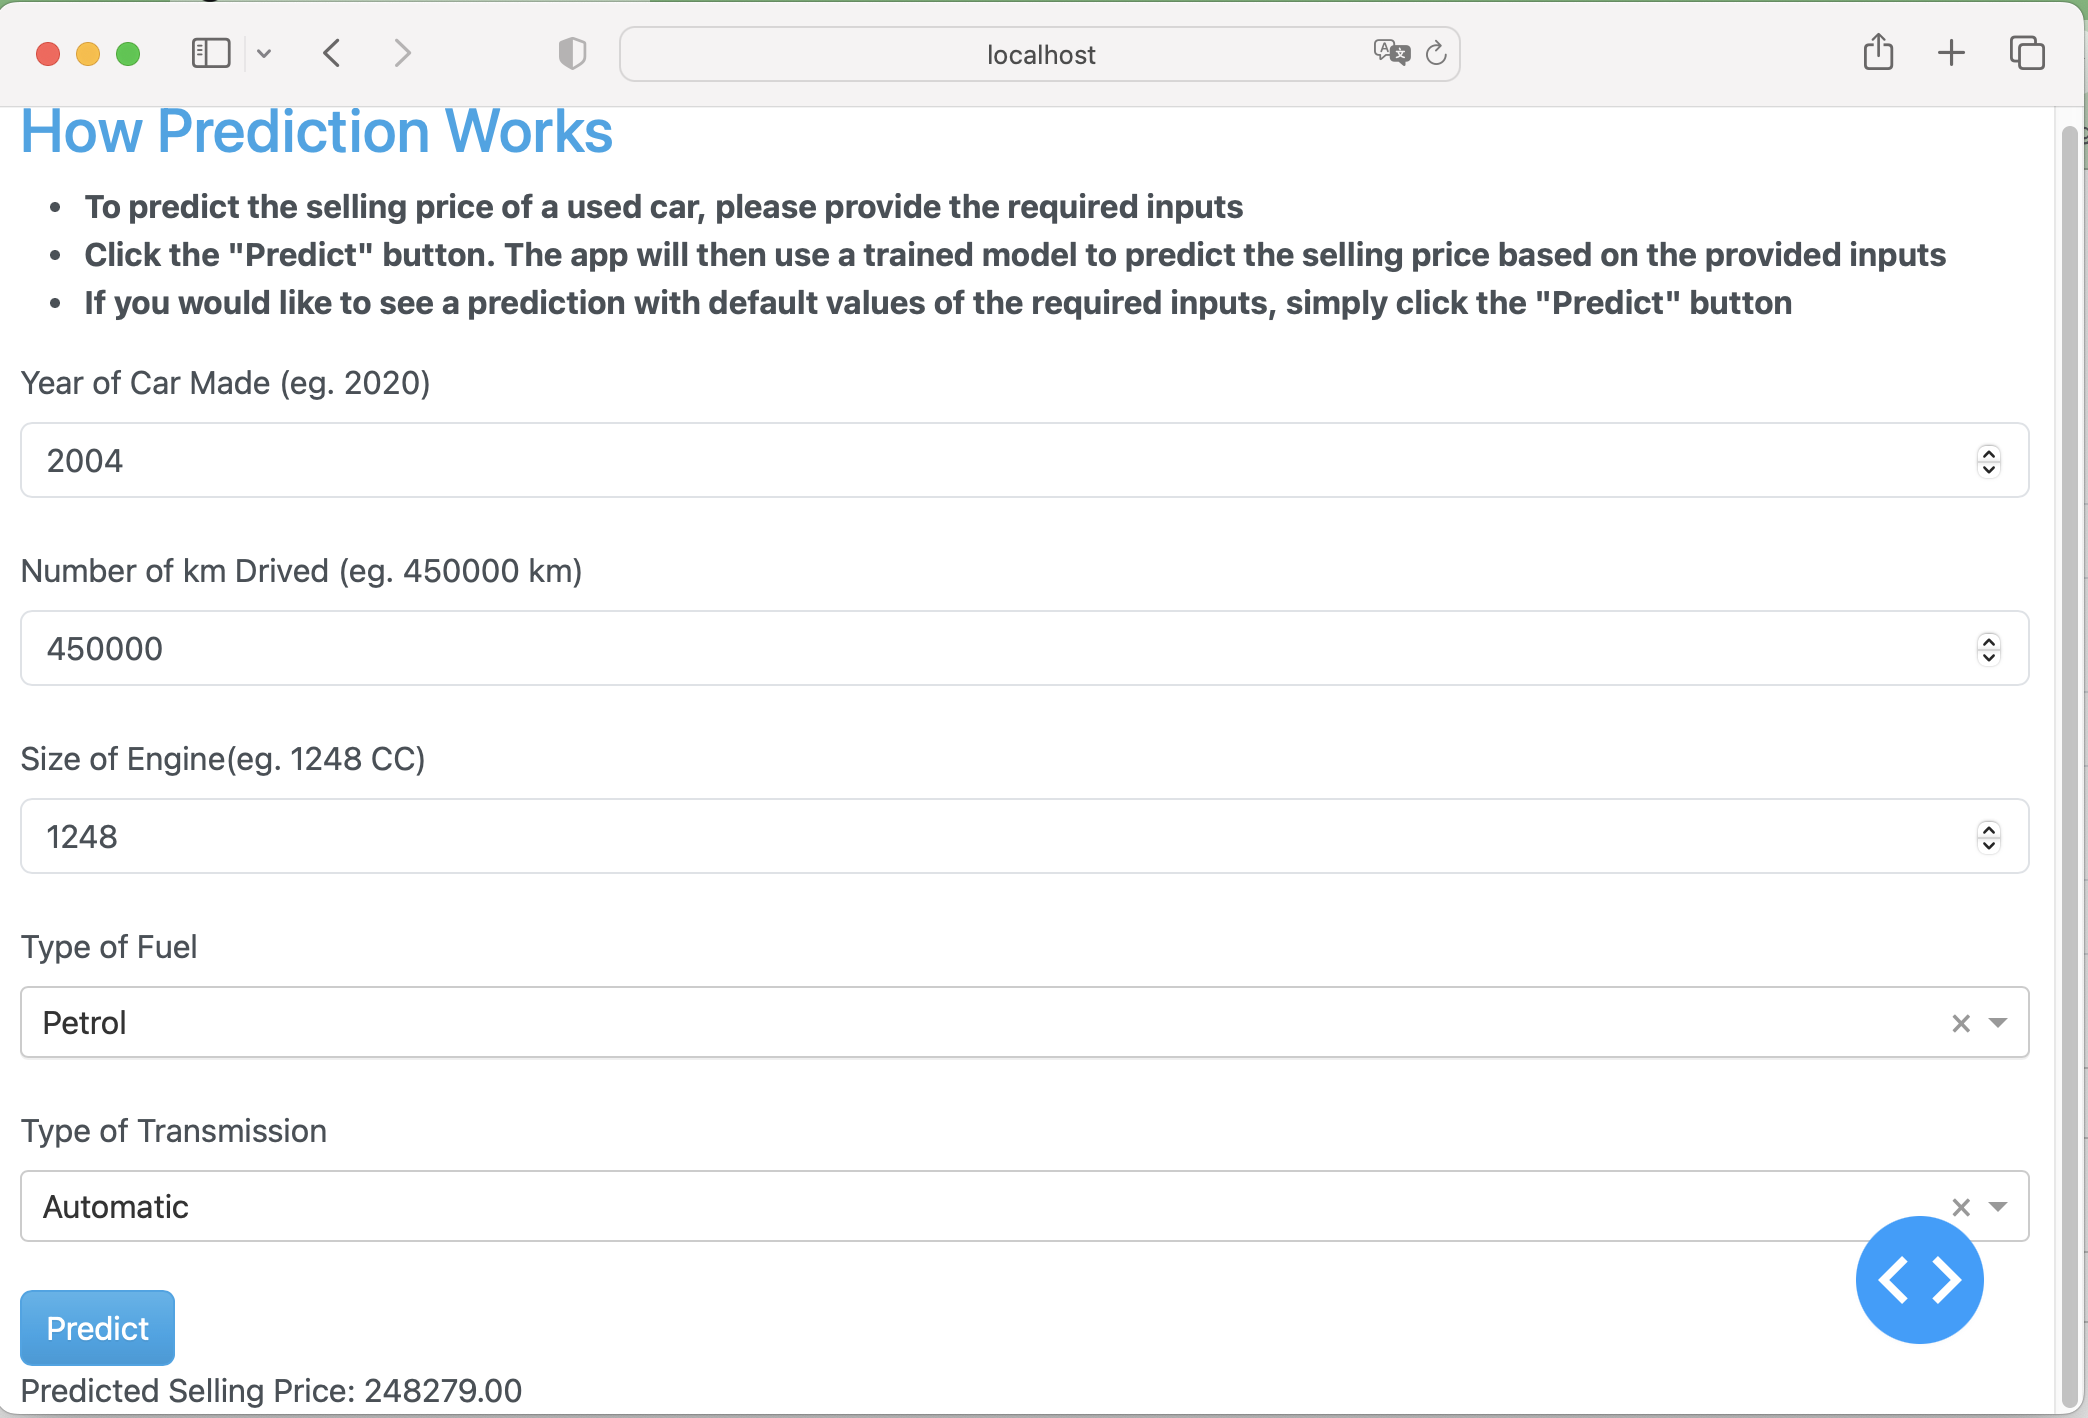 localhost
How Prediction Works
• To predict the selling price of a used car, please provide the required inputs
• Click the "Predict" button. The app will then use a trained model to predict the selling price based on the provided inputs
• If you would like to see a prediction with default values of the required inputs, simply click the "Predict" button
Year of Car Made (eg. 2020)
2004
Number of km Drived (eg. 450000 km)
450000
Size of Engine(eg. 1248 CC)
1248
Type of Fuel
Petrol
Type of Transmission
Automatic
Predict
Predicted Selling Price: 248279.00